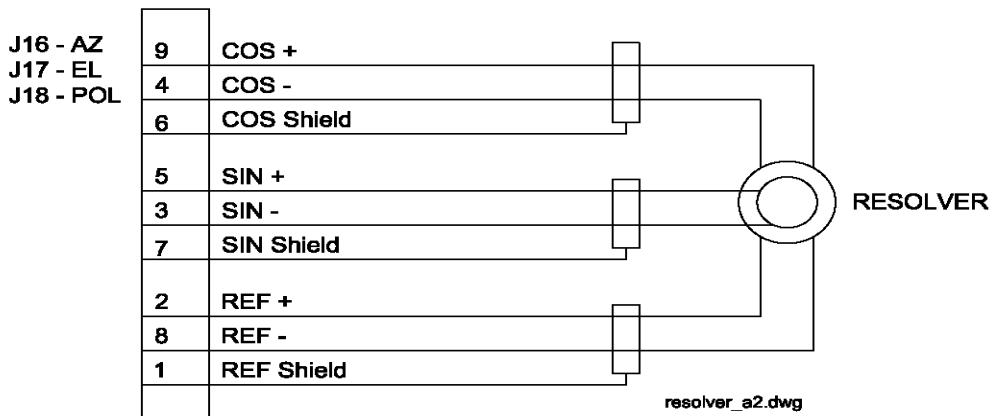 J16 - AZ
J17 - EL
J18 - POL
9 COS +
4 COS -
6 COS Shield
5 SIN +
3 SIN -
7 SIN Shield
2 REF +
8 REF -
1 REF Shield
RESOLVER
resolver_a2.dwg